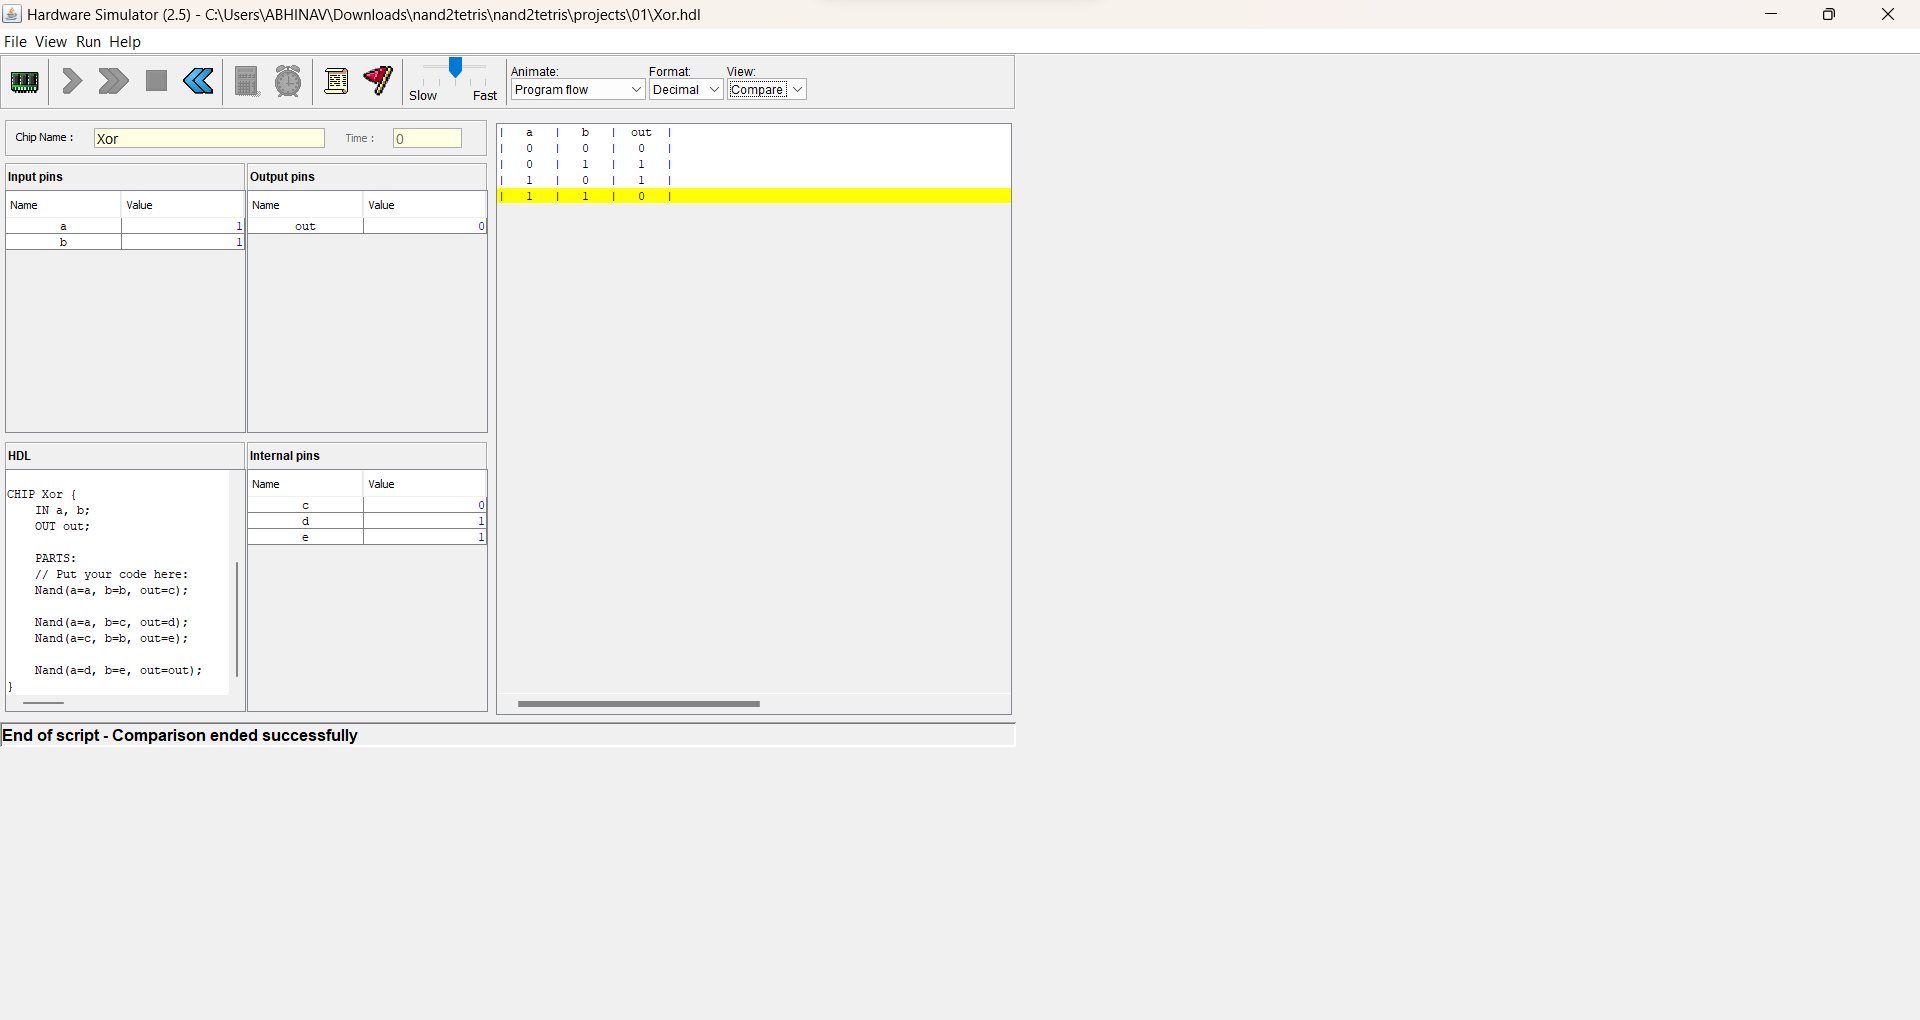 Hardware Simulator (2.5) - C:\Users\ABHINAV\Downloads\nand2tetris\nand2tetris\projects\01\Xor.hdl
File View Run Help
Animate: Format: View:
Program flow Decimal Compare
Slow Fast
Chip Name : Xor Time : 0
Input pins
Name Value
a 1
b 1
Output pins
Name Value
out 0
HDL
CHIP Xor {
IN a, b;
OUT out;
PARTS:
// Put your code here:
Nand(a=a, b=b, out=c);
Nand(a=a, b=c, out=d);
Nand(a=c, b=b, out=e);
Nand(a=d, b=e, out=out);
}
Internal pins
Name Value
c 0
d 1
e 1
| a | b | out |
| 0 | 0 | 0 |
| 0 | 1 | 1 |
| 1 | 0 | 1 |
| 1 | 1 | 0 |
End of script - Comparison ended successfully